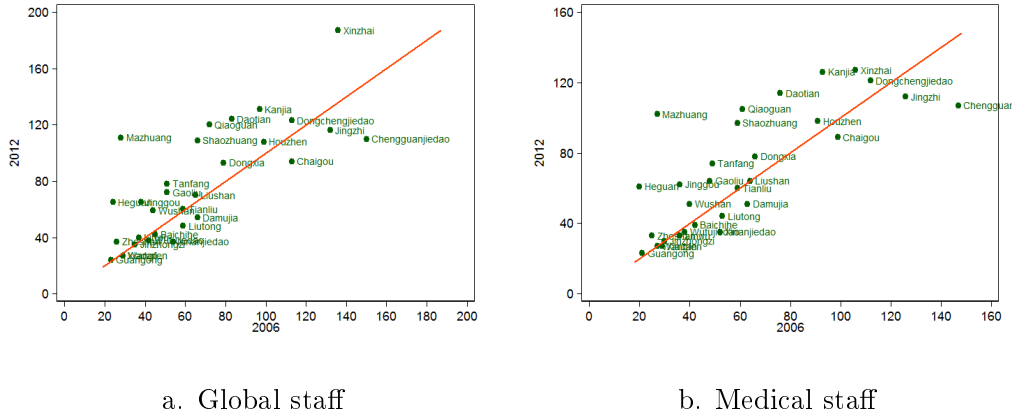 200
160
120
80
40
0
2012
0 20 40 60 80 100 120 140 160 180 200
2006
Xinzhai
Kanjia
Daotian
Dongchengjiedao
Qiaoguan
Jingzhi
Mazhuang
Shaozhuang
Houzhen
Chengguanjiedao
Dongxia
Chaigou
Tanfang
Gaoliu
Liushan
Heguan
Jinggou
Wushan
Tianliu
Damujia
Liutong
Baichihe
Jinzhongzi
Guangong
a. Global staff
160
120
80
40
0
2012
0 20 40 60 80 100 120 140 160
2006
Kanjia
Xinzhai
Dongchengjiedao
Daotian
Jingzhi
Chengguan
Qiaoguan
Mazhuang
Shaozhuang
Houzhen
Chaigou
Dongxia
Tanfang
Heguan
Jinggou
Gaoliu
Liushan
Tianliu
Wushan
Damujia
Liutong
Baichihe
Guangong
b. Medical staff